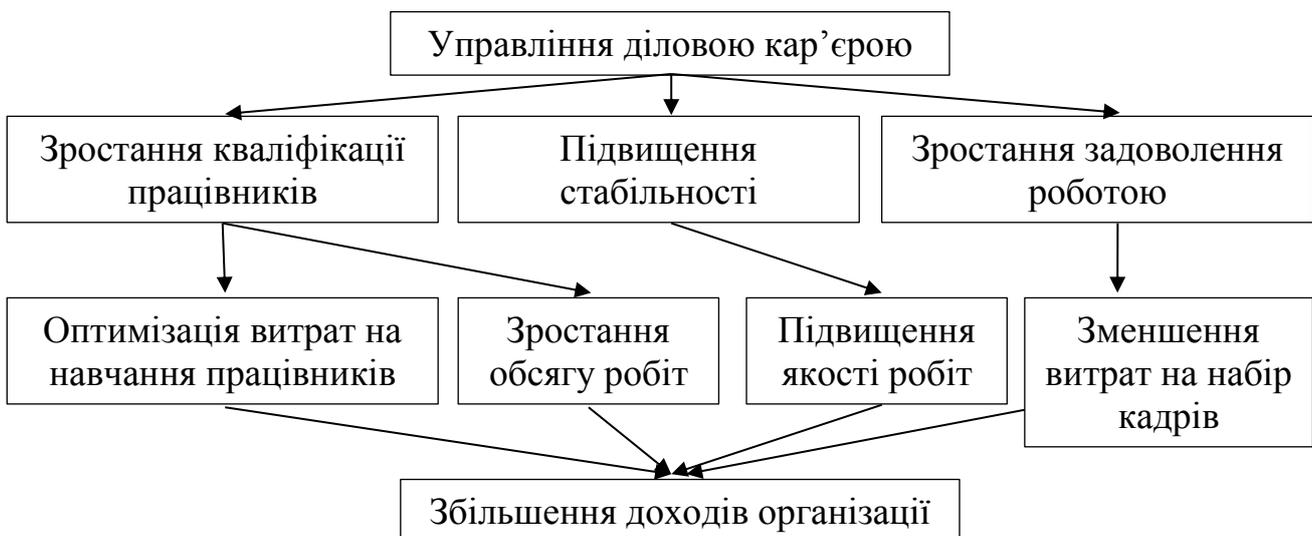 Управління діловою кар’єрою
Зростання кваліфікації
працівників
Підвищення
стабільності
Зростання задоволення
роботою
Оптимізація витрат на
навчання працівників
Зростання
обсягу робіт
Підвищення
якості робіт
Зменшення
витрат на набір
кадрів
Збільшення доходів організації